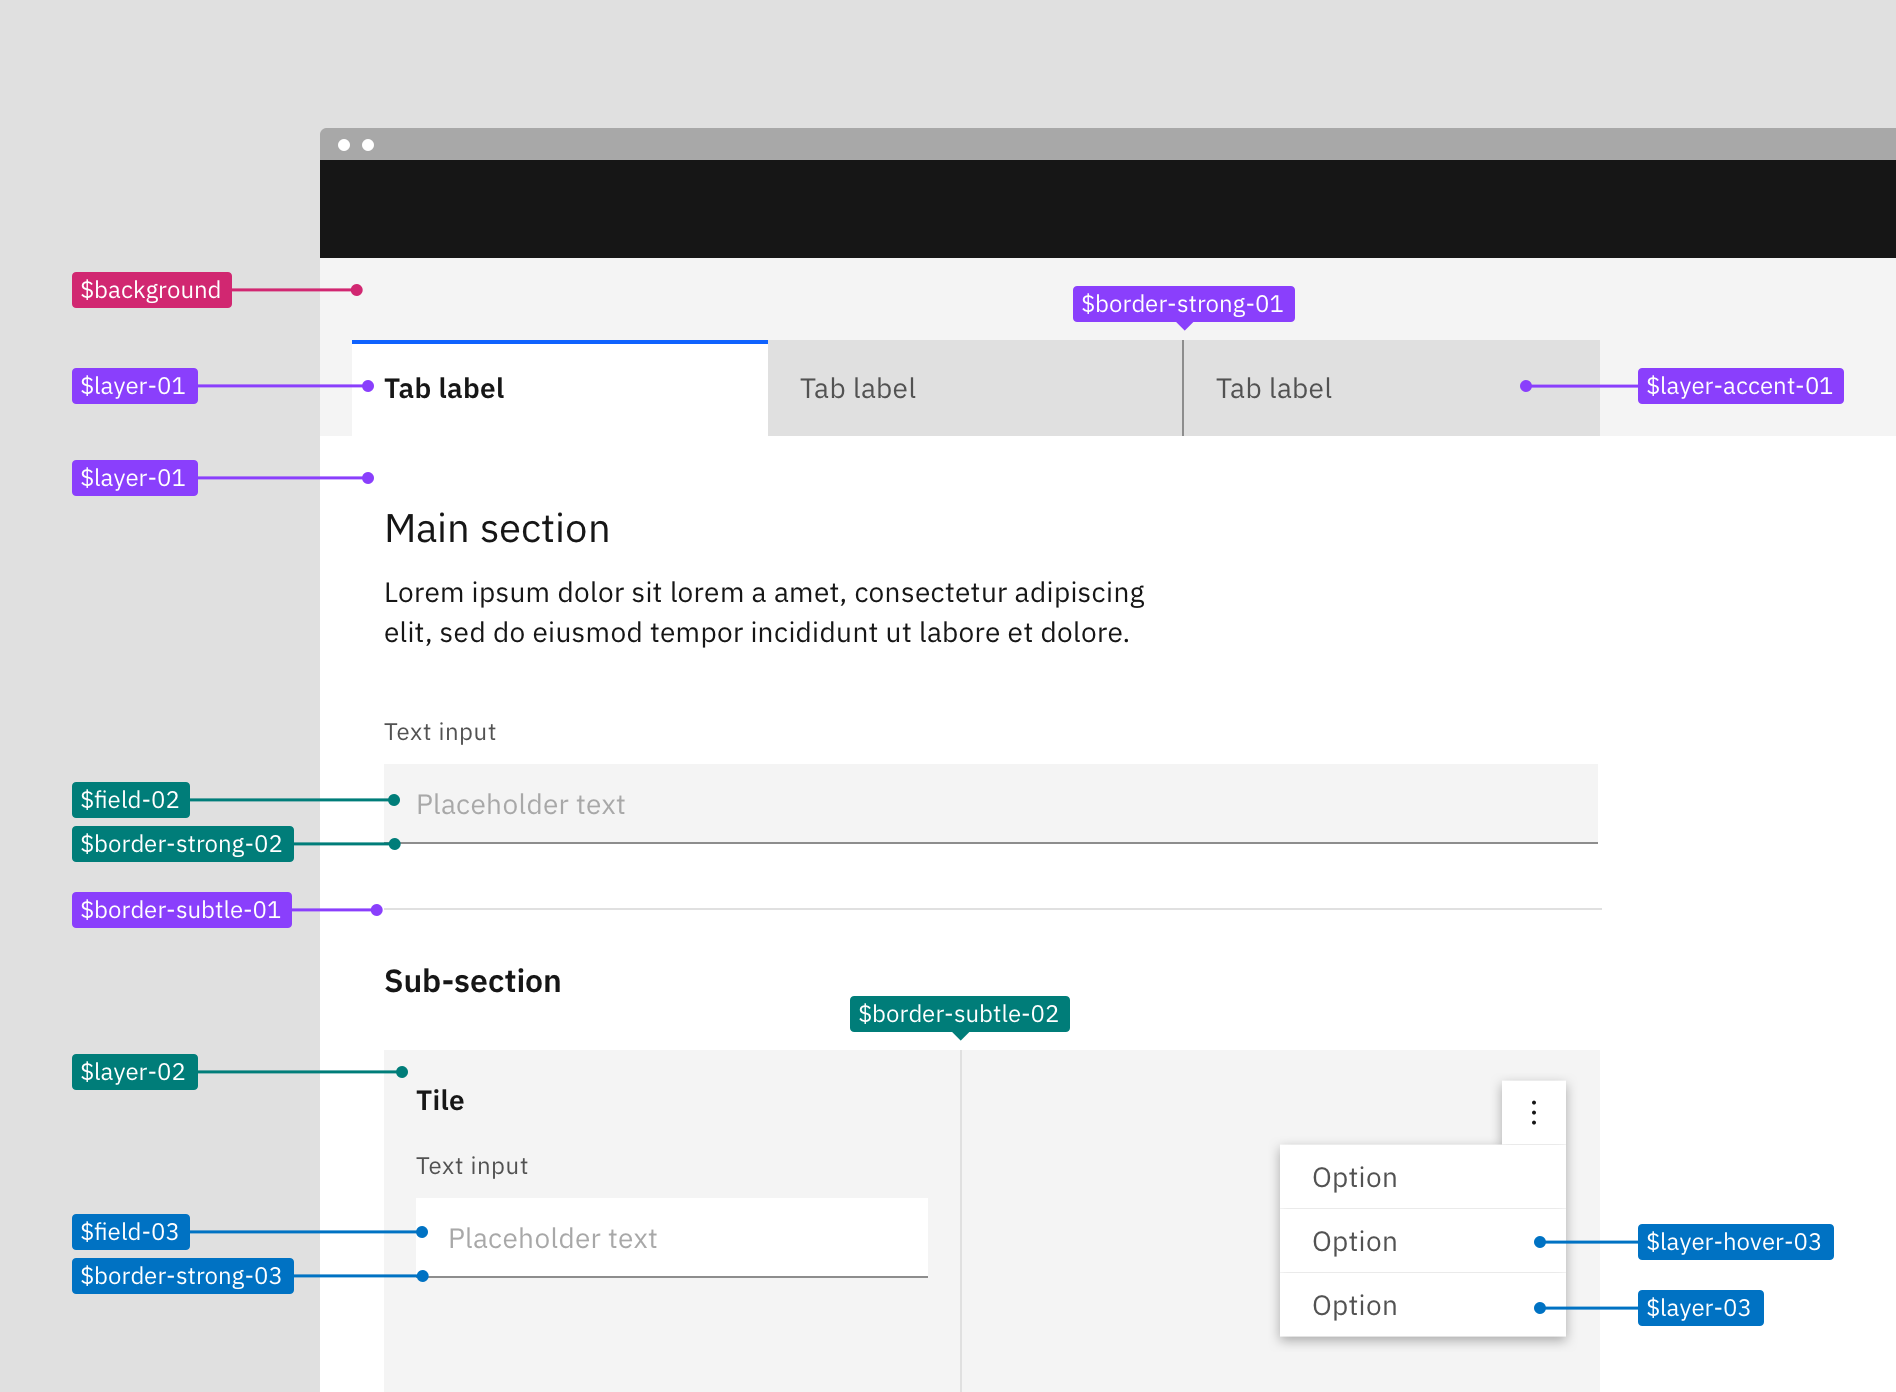 $background
$border-strong-01
$layer-01
Tab label
Tab label
Tab label
$layer-accent-01
$layer-01
Main section
Lorem ipsum dolor sit lorem a amet, consectetur adipiscing
elit, sed do eiusmod tempor incididunt ut labore et dolore.
Text input
$field-02
Placeholder text
$border-strong-02
$border-subtle-01
Sub-section
$border-subtle-02
$layer-02
Tile
Text input
Option
$field-03
Placeholder text
Option
$layer-hover-03
$border-strong-03
Option
$layer-03